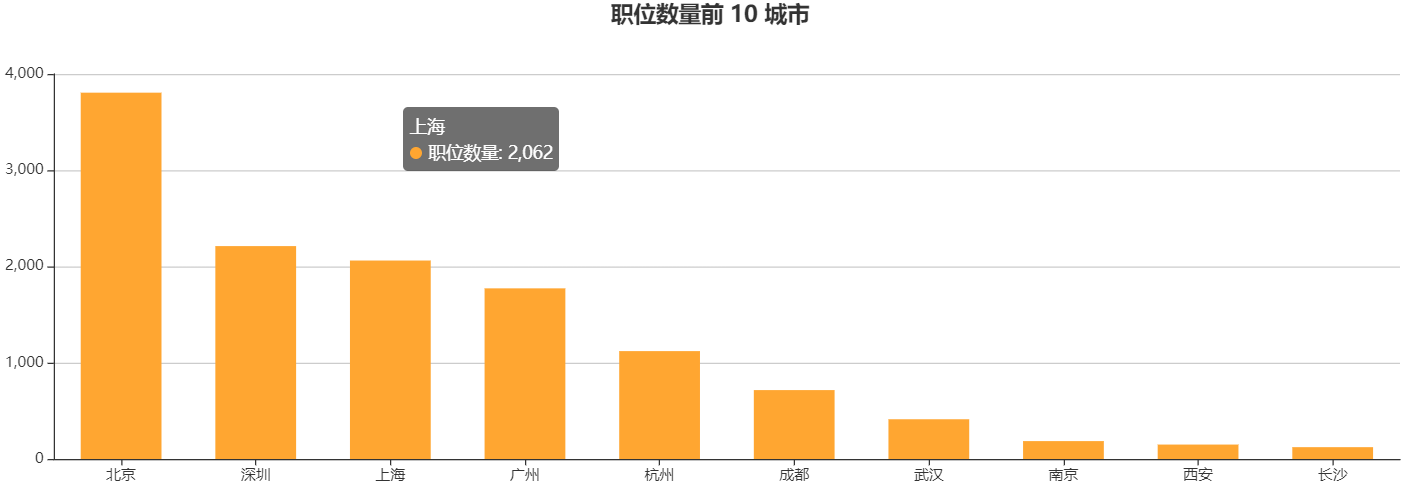 职位数量前 10 城市
4,000
3,000
2,000
1,000
0
上海
职位数量: 2,062
北京
深圳
上海
广州
杭州
成都
武汉
南京
西安
长沙